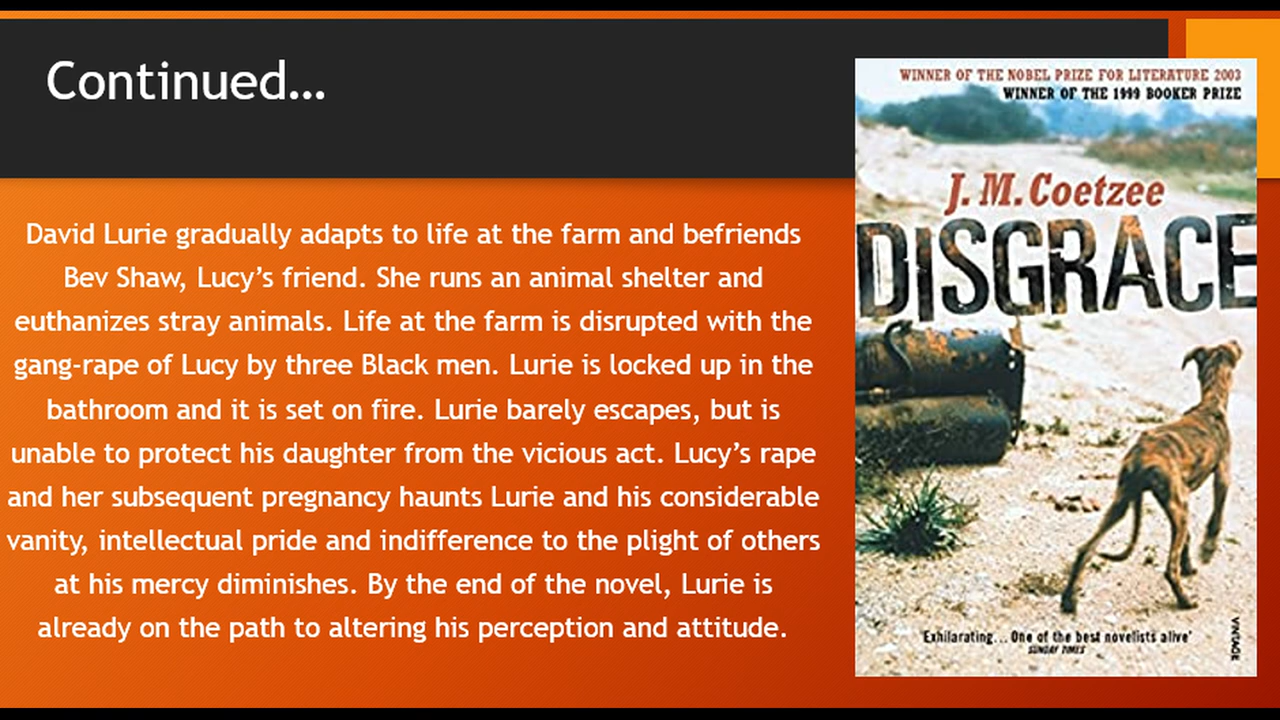 Continued...
David Lurie gradually adapts to life at the farm and befriends
Bev Shaw, Lucy’s friend. She runs an animal shelter and
euthanizes stray animals. Life at the farm is disrupted with the
gang-rape of Lucy by three Black men. Lurie is locked up in the
bathroom and it is set on fire. Lurie barely escapes, but is
unable to protect his daughter from the vicious act. Lucy’s rape
and her subsequent pregnancy haunts Lurie and his considerable
vanity, intellectual pride and indifference to the plight of others
at his mercy diminishes. By the end of the novel, Lurie is
already on the path to altering his perception and attitude.
WINNER OF THE NOBEL PRIZE FOR LITERATURE 2003
WINNER OF THE 1999 BOOKER PRIZE
J. M. Coetzee
DISGRACE
'Exhilarating... One of the best novelists alive'
SUNDAY TIMES
VINTAGE